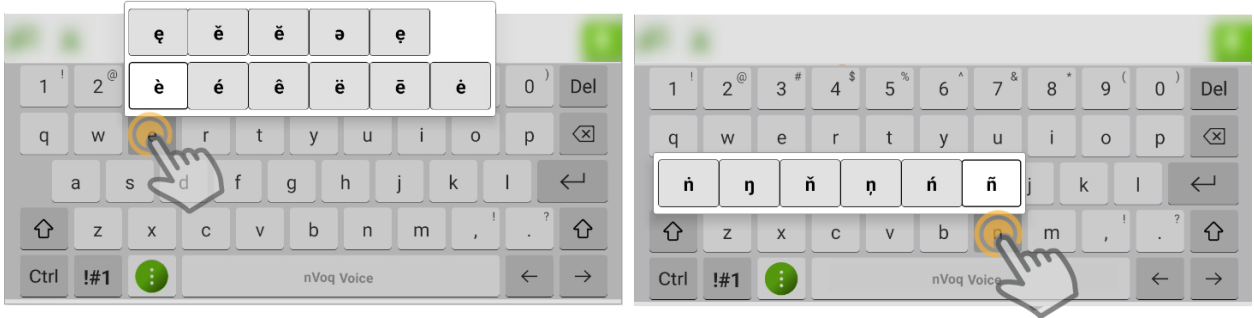 ę ě ĕ ə ẹ
1 ! 2 @ è é ê ë ē ė 0 ) Del
q w e r t y u i o p
a s d f g h j k l
z x c v b n m , ! . ?
Ctrl !#1 nVoq Voice ← →
1 ! 2 @ 3 # 4 $ 5 % 6 ^ 7 & 8 * 9 ( 0 ) Del
q w e r t y u i o p
ṅ ŋ ň ņ ń ñ j k l
z x c v b n m , ! . ?
Ctrl !#1 nVoq Voice ← →